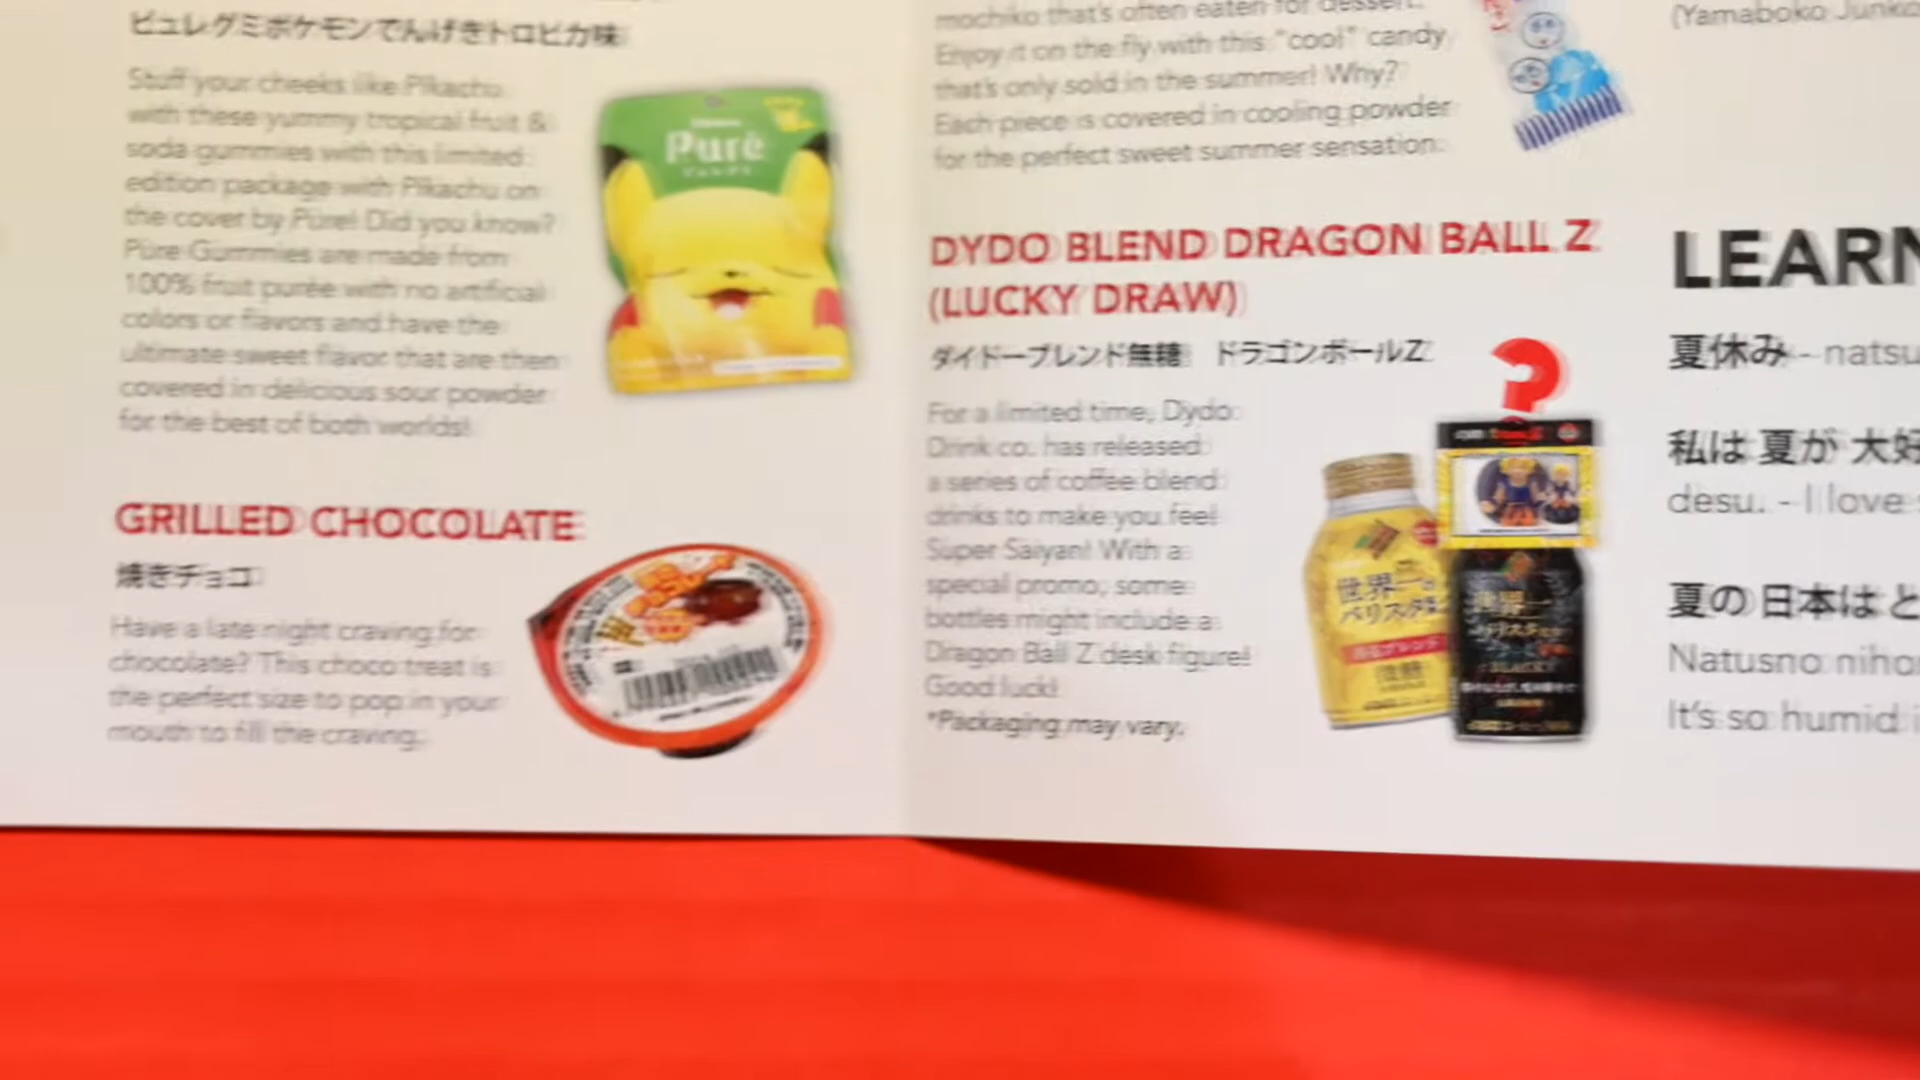 ピュレグミポケモンでんげきトロピカ味
Stuff your cheeks like Pikachu
with these yummy tropical fruit &
soda gummies with this limited
edition package with Pikachu on
the cover by Pure! Did you know?
Pure Gummies are made from
100% fruit purée with no artificial
colors or flavors and have the
ultimate sweet flavor that are then
covered in delicious sour powder
for the best of both worlds!
Purè
GRILLED CHOCOLATE
焼きチョコ
Have a late night craving for
chocolate? This choco treat is
the perfect size to pop in your
mouth to fill the craving.
mochiko that's often eaten for dessert.
Enjoy it on the fly with this "cool" candy
that's only sold in the summer! Why?
Each piece is covered in cooling powder
for the perfect sweet summer sensation.
DYDO BLEND DRAGON BALL Z
(LUCKY DRAW)
ダイドーブレンド無糖 ドラゴンボールZ
For a limited time, Dydo
Drink co. has released
a series of coffee blend
drinks to make you feel
Super Saiyan! With a
special promo, some
bottles might include a
Dragon Ball Z desk figure!
Good luck!
*Packaging may vary.
?
世界一の
バリスタ
(Yamaboko Junko
LEARN
夏休み - natsu
私は 夏が 大好
desu. - I love
夏の 日本は と
Natusno niho
It's so humid i